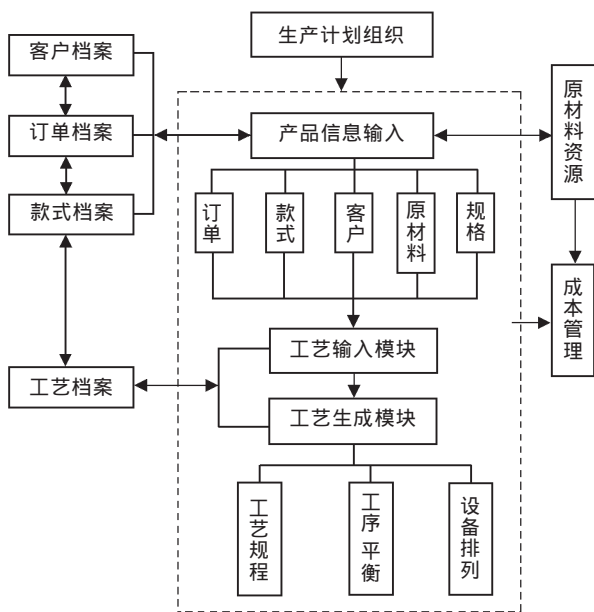 生产计划组织
客户档案
订单档案
款式档案
工艺档案
产品信息输入
订单
款式
客户
原材料
规格
工艺输入模块
工艺生成模块
工艺规程
工序平衡
设备排列
原材料资源
成本管理